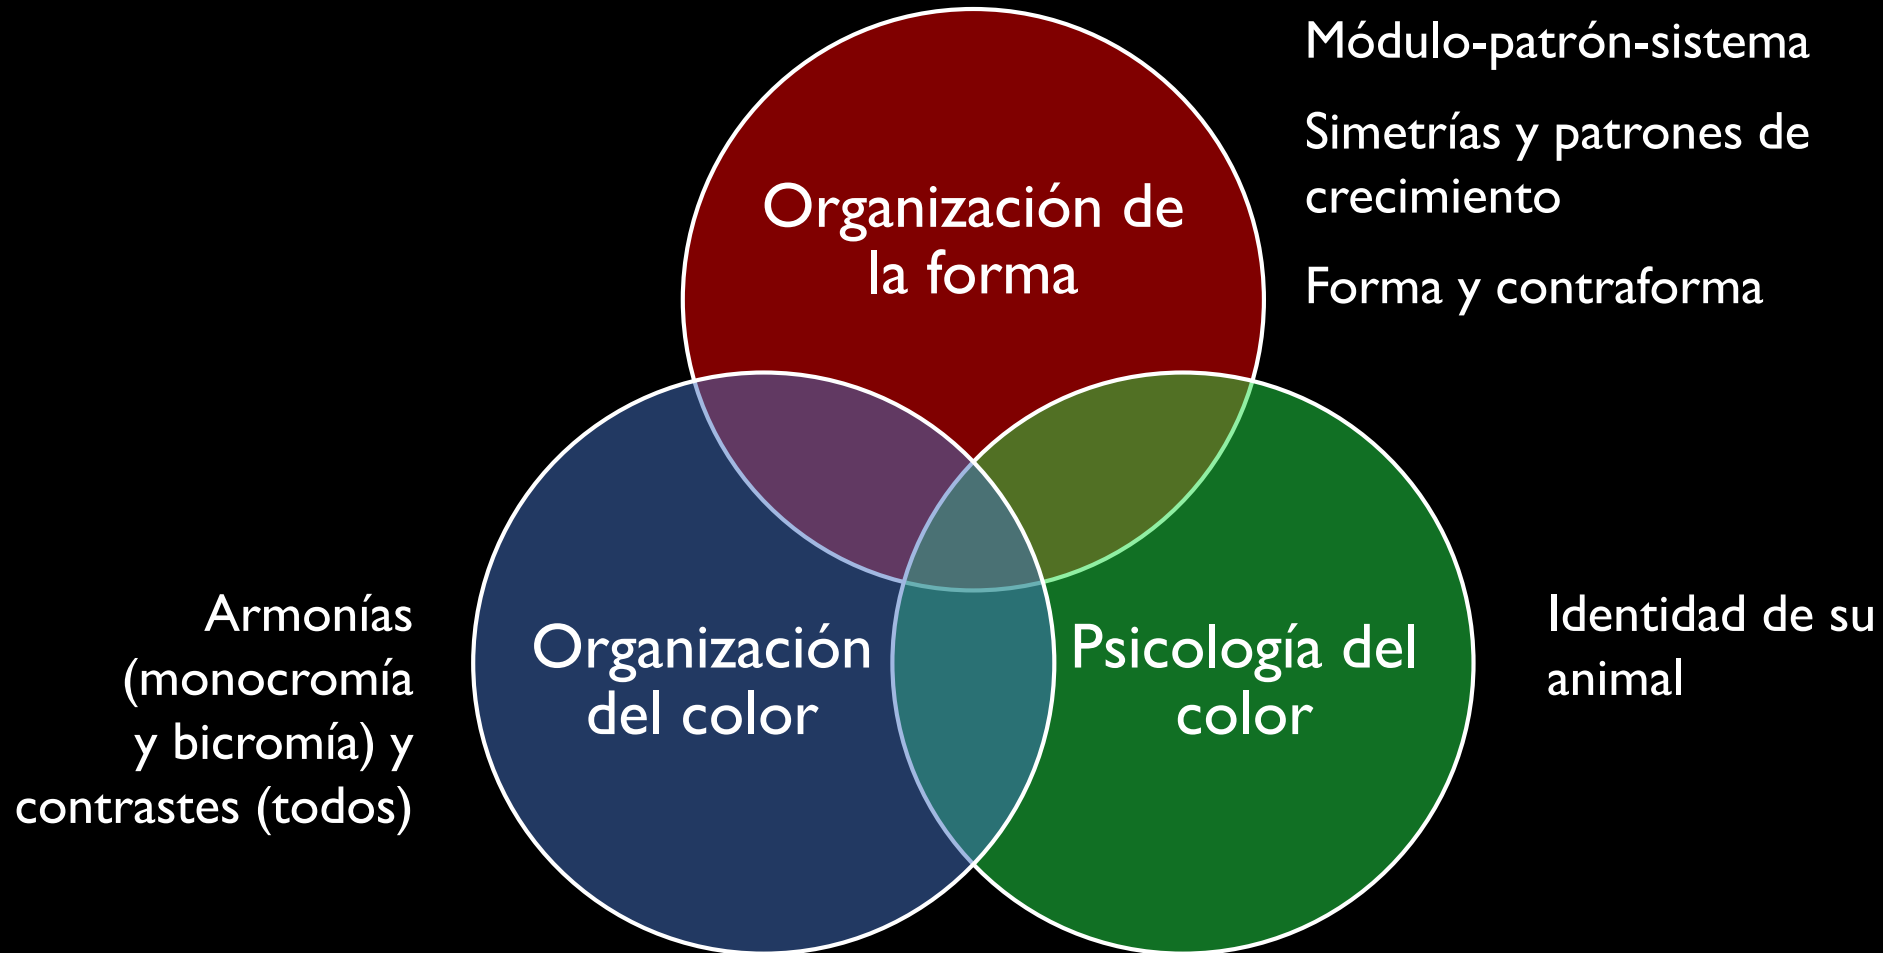 Módulo-patrón-sistema
Simetrías y patrones de
crecimiento
Forma y contraforma
Organización de
la forma
Armonías
(monocromía
y bicromía) y
contrastes (todos)
Organización
del color
Psicología del
color
Identidad de su
animal